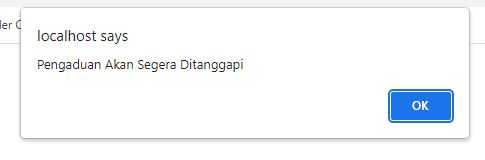 localhost says
Pengaduan Akan Segera Ditanggapi
OK